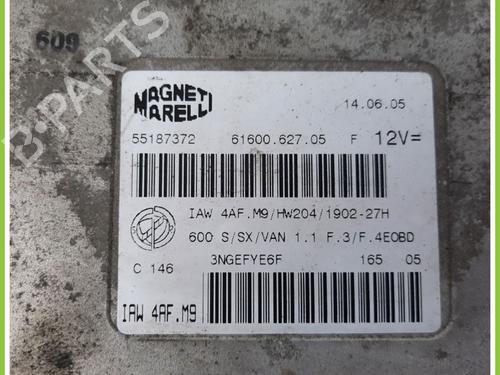 609
B-PARTS
MAGNETI
MARELLI
14.06.05
55187372 61600.627.05 F 12V=
IAW 4AF.M9/HW204/1902-27H
600 S/SX/VAN 1.1 F.3/F.4EOBD
C 146 3NGEFYE6F 165 05
IAW 4AF.M9